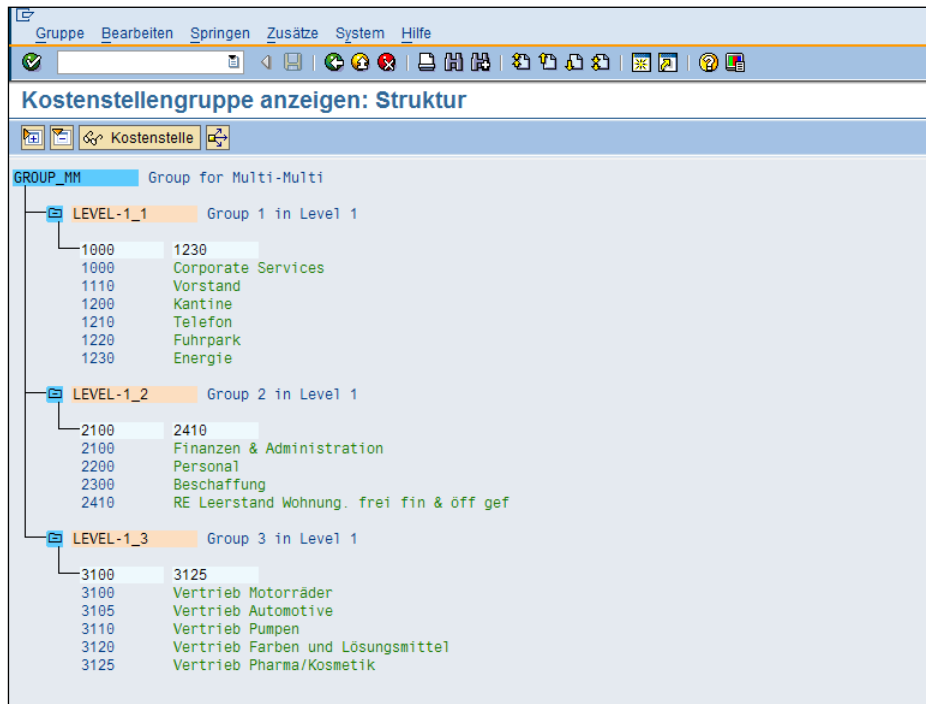 Gruppe Bearbeiten Springen Zusätze System Hilfe
Kostenstellengruppe anzeigen: Struktur
Kostenstelle
GROUP_MM Group for Multi-Multi
LEVEL-1_1 Group 1 in Level 1
1000 1230
1000 Corporate Services
1110 Vorstand
1200 Kantine
1210 Telefon
1220 Fuhrpark
1230 Energie
LEVEL-1_2 Group 2 in Level 1
2100 2410
2100 Finanzen & Administration
2200 Personal
2300 Beschaffung
2410 RE Leerstand Wohnung. frei fin & öff gef
LEVEL-1_3 Group 3 in Level 1
3100 3125
3100 Vertrieb Motorräder
3105 Vertrieb Automotive
3110 Vertrieb Pumpen
3120 Vertrieb Farben und Lösungsmittel
3125 Vertrieb Pharma/Kosmetik